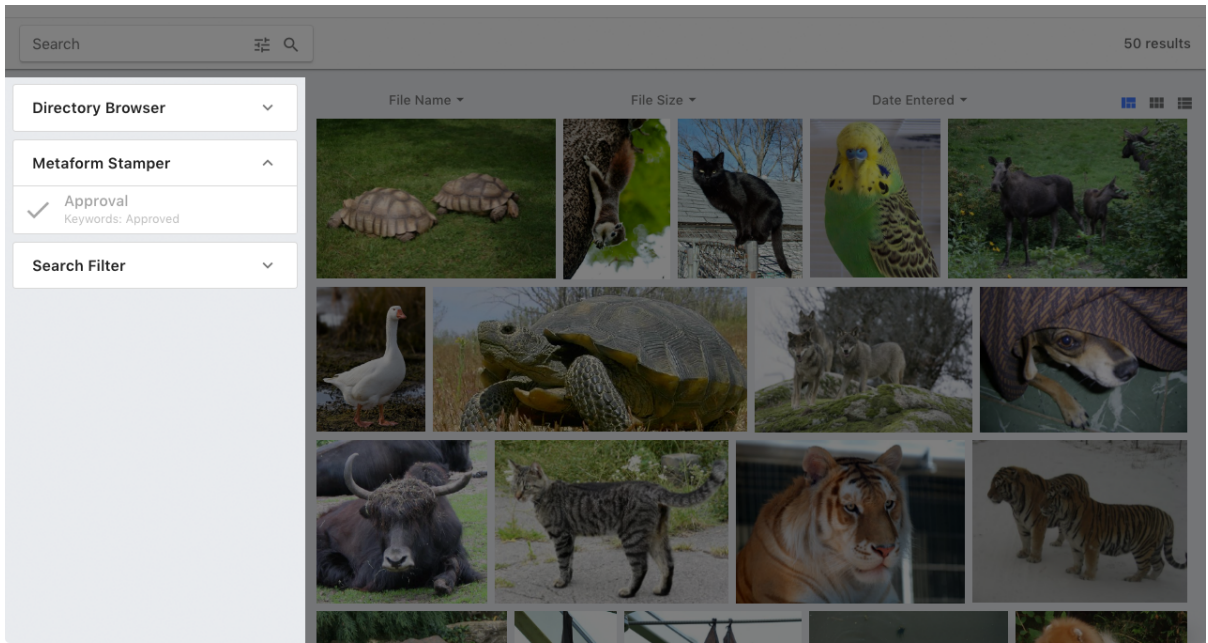 Search
50 results
Directory Browser
Metaform Stamper
Approval
Keywords: Approved
Search Filter
File Name
File Size
Date Entered